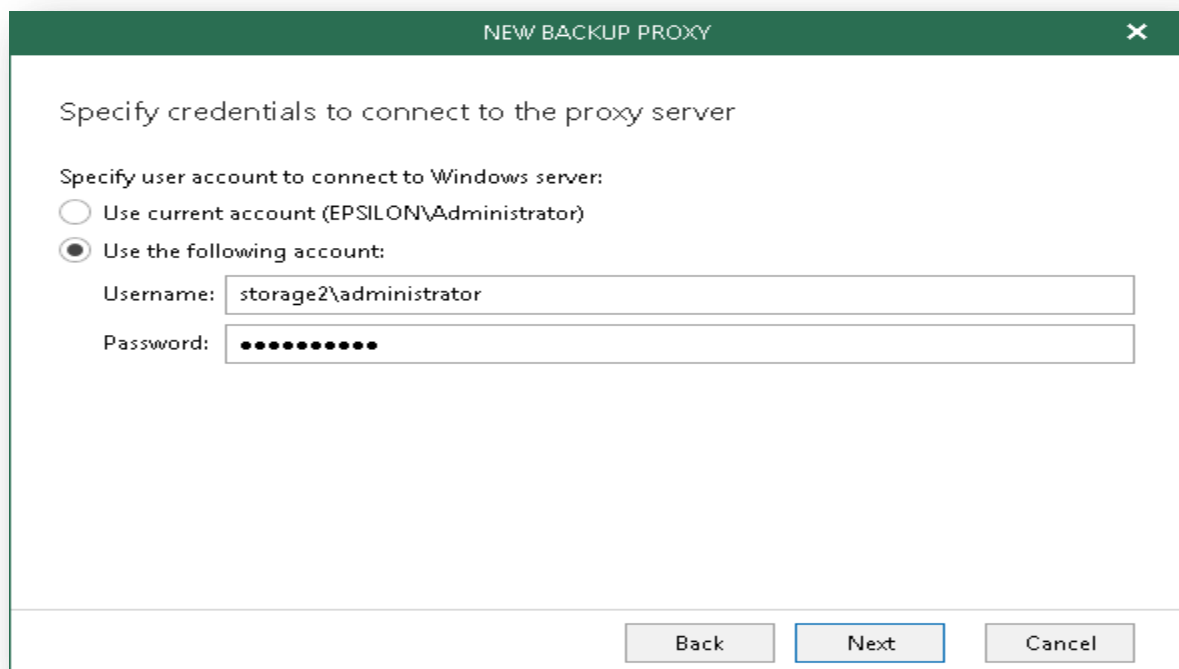 NEW BACKUP PROXY
Specify credentials to connect to the proxy server
Specify user account to connect to Windows server:
Use current account (EPSILON\Administrator)
Use the following account:
Username: storage2\administrator
Password: ●●●●●●●●●●
Back Next Cancel